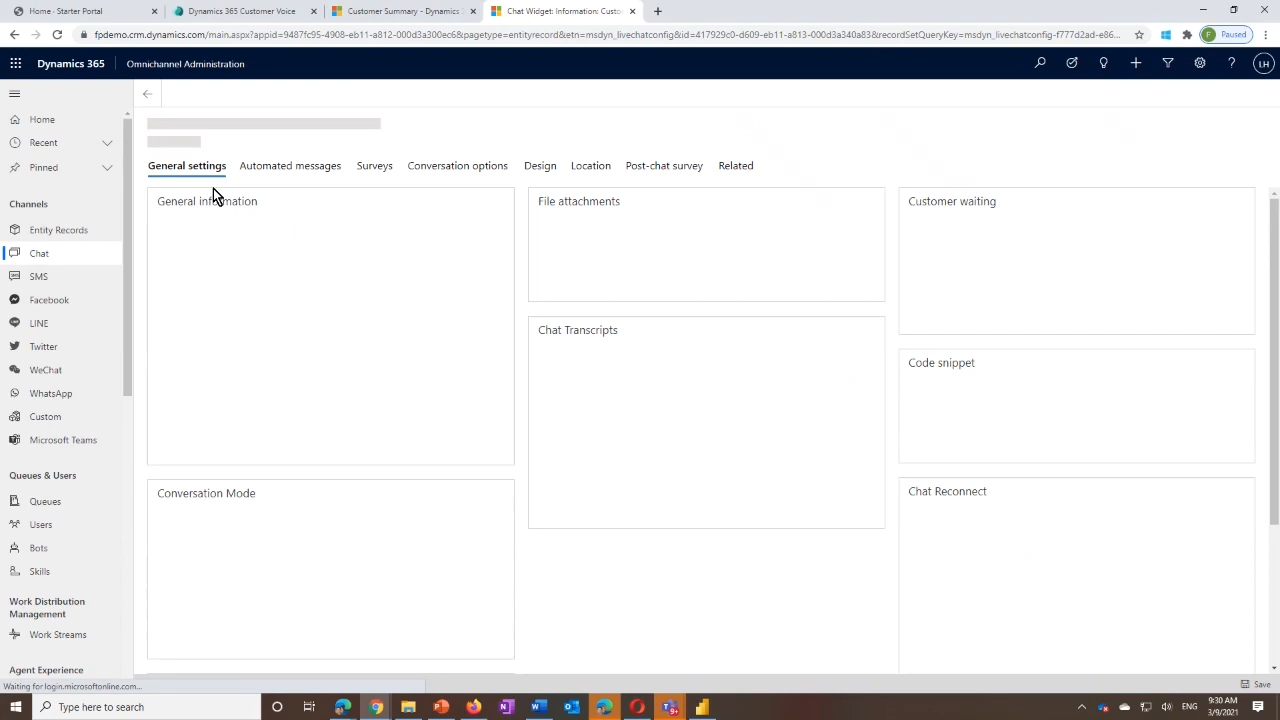 Home - Starter Portal
Dynamics 365 Customer Voice
Customer Summary - Dynamics
Chat Widget: Information: Custo
fpdemo.crm.dynamics.com/main.aspx?appid=9487fc95-4908-eb11-a812-000d3a300ec6&pagetype=entityrecord&etn=msdyn_livechatconfig&id=417929c0-d609-eb11-a813-000d3a340a83&recordSetQueryKey=msdyn_livechatconfig-f777d2ad-e86...
F Paused
Dynamics 365
Omnichannel Administration
LH
Home
Recent
Pinned
Channels
Entity Records
Chat
SMS
Facebook
LINE
Twitter
WeChat
WhatsApp
Custom
Microsoft Teams
Queues & Users
Queues
Users
Bots
Skills
Work Distribution
Management
Work Streams
Agent Experience
General settings
Automated messages
Surveys
Conversation options
Design
Location
Post-chat survey
Related
General information
File attachments
Customer waiting
Chat Transcripts
Code snippet
Conversation Mode
Chat Reconnect
Waiting for login.microsoftonline.com...
Save
Type here to search
ENG
9:30 AM
3/9/2021